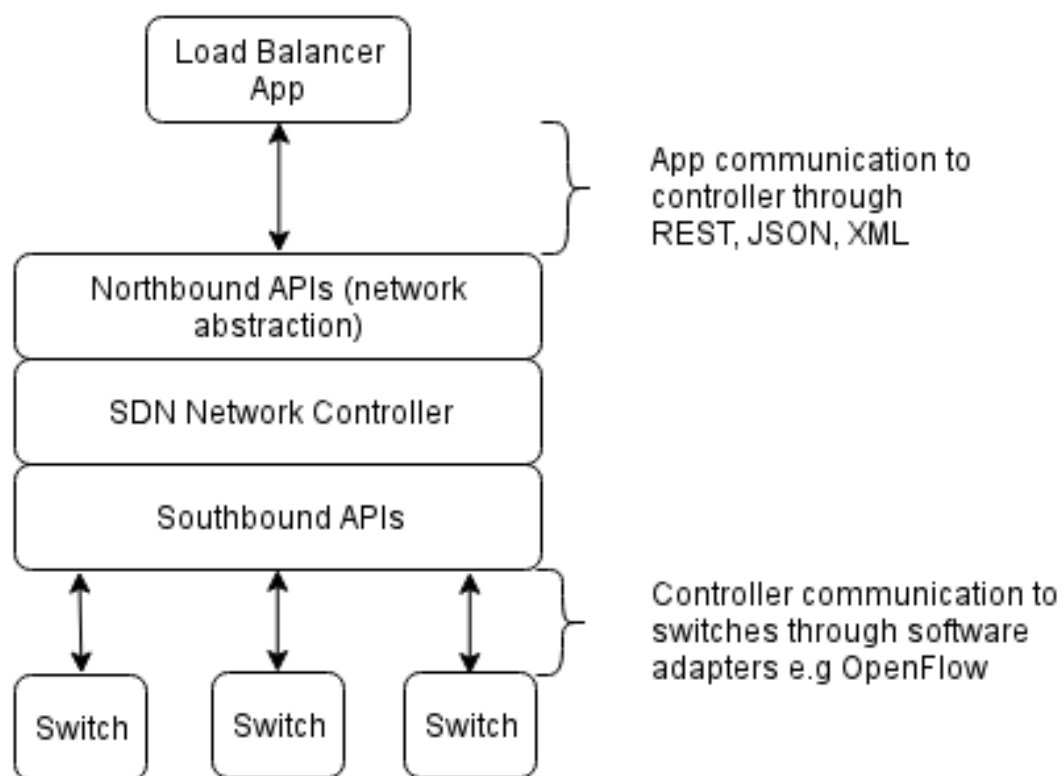 Load Balancer
App
App communication to
controller through
REST, JSON, XML
Northbound APIs (network
abstraction)
SDN Network Controller
Southbound APIs
Controller communication to
switches through software
adapters e.g OpenFlow
Switch
Switch
Switch